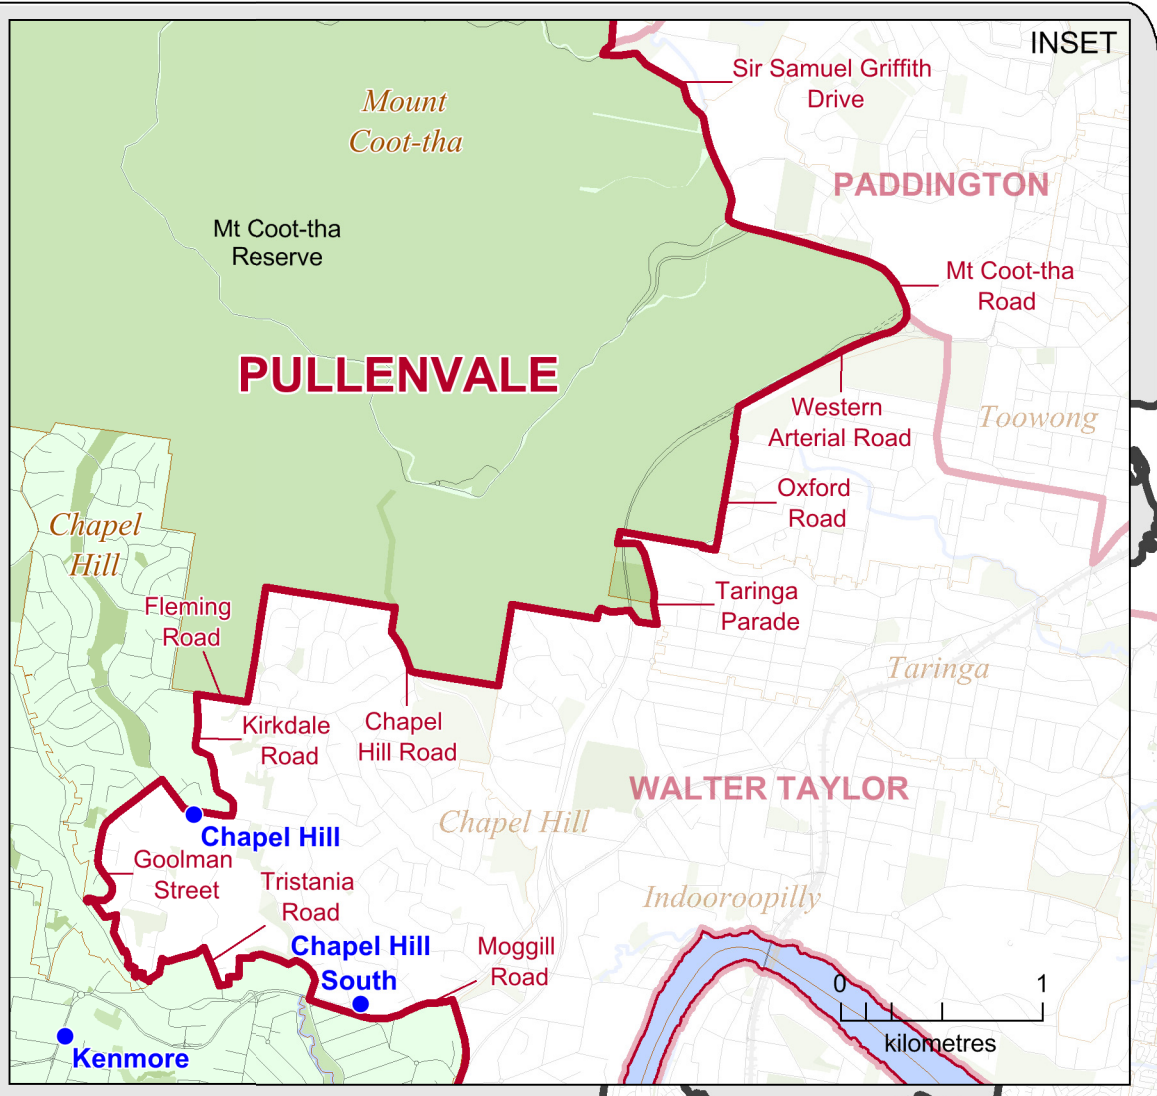 INSET
Sir Samuel Griffith
Drive
Mount
Coot-tha
PADDINGTON
Mt Coot-tha
Reserve
Mt Coot-tha
Road
PULLENVALE
Western
Arterial Road
Toowong
Oxford
Road
Chapel
Hill
Fleming
Road
Taringa
Parade
Taringa
Kirkdale
Road
Chapel
Hill Road
WALTER TAYLOR
Chapel Hill
Chapel Hill
Goolman
Street
Tristania
Road
Indooroopilly
Chapel Hill
South
Moggill
Road
0 1
kilometres
Kenmore